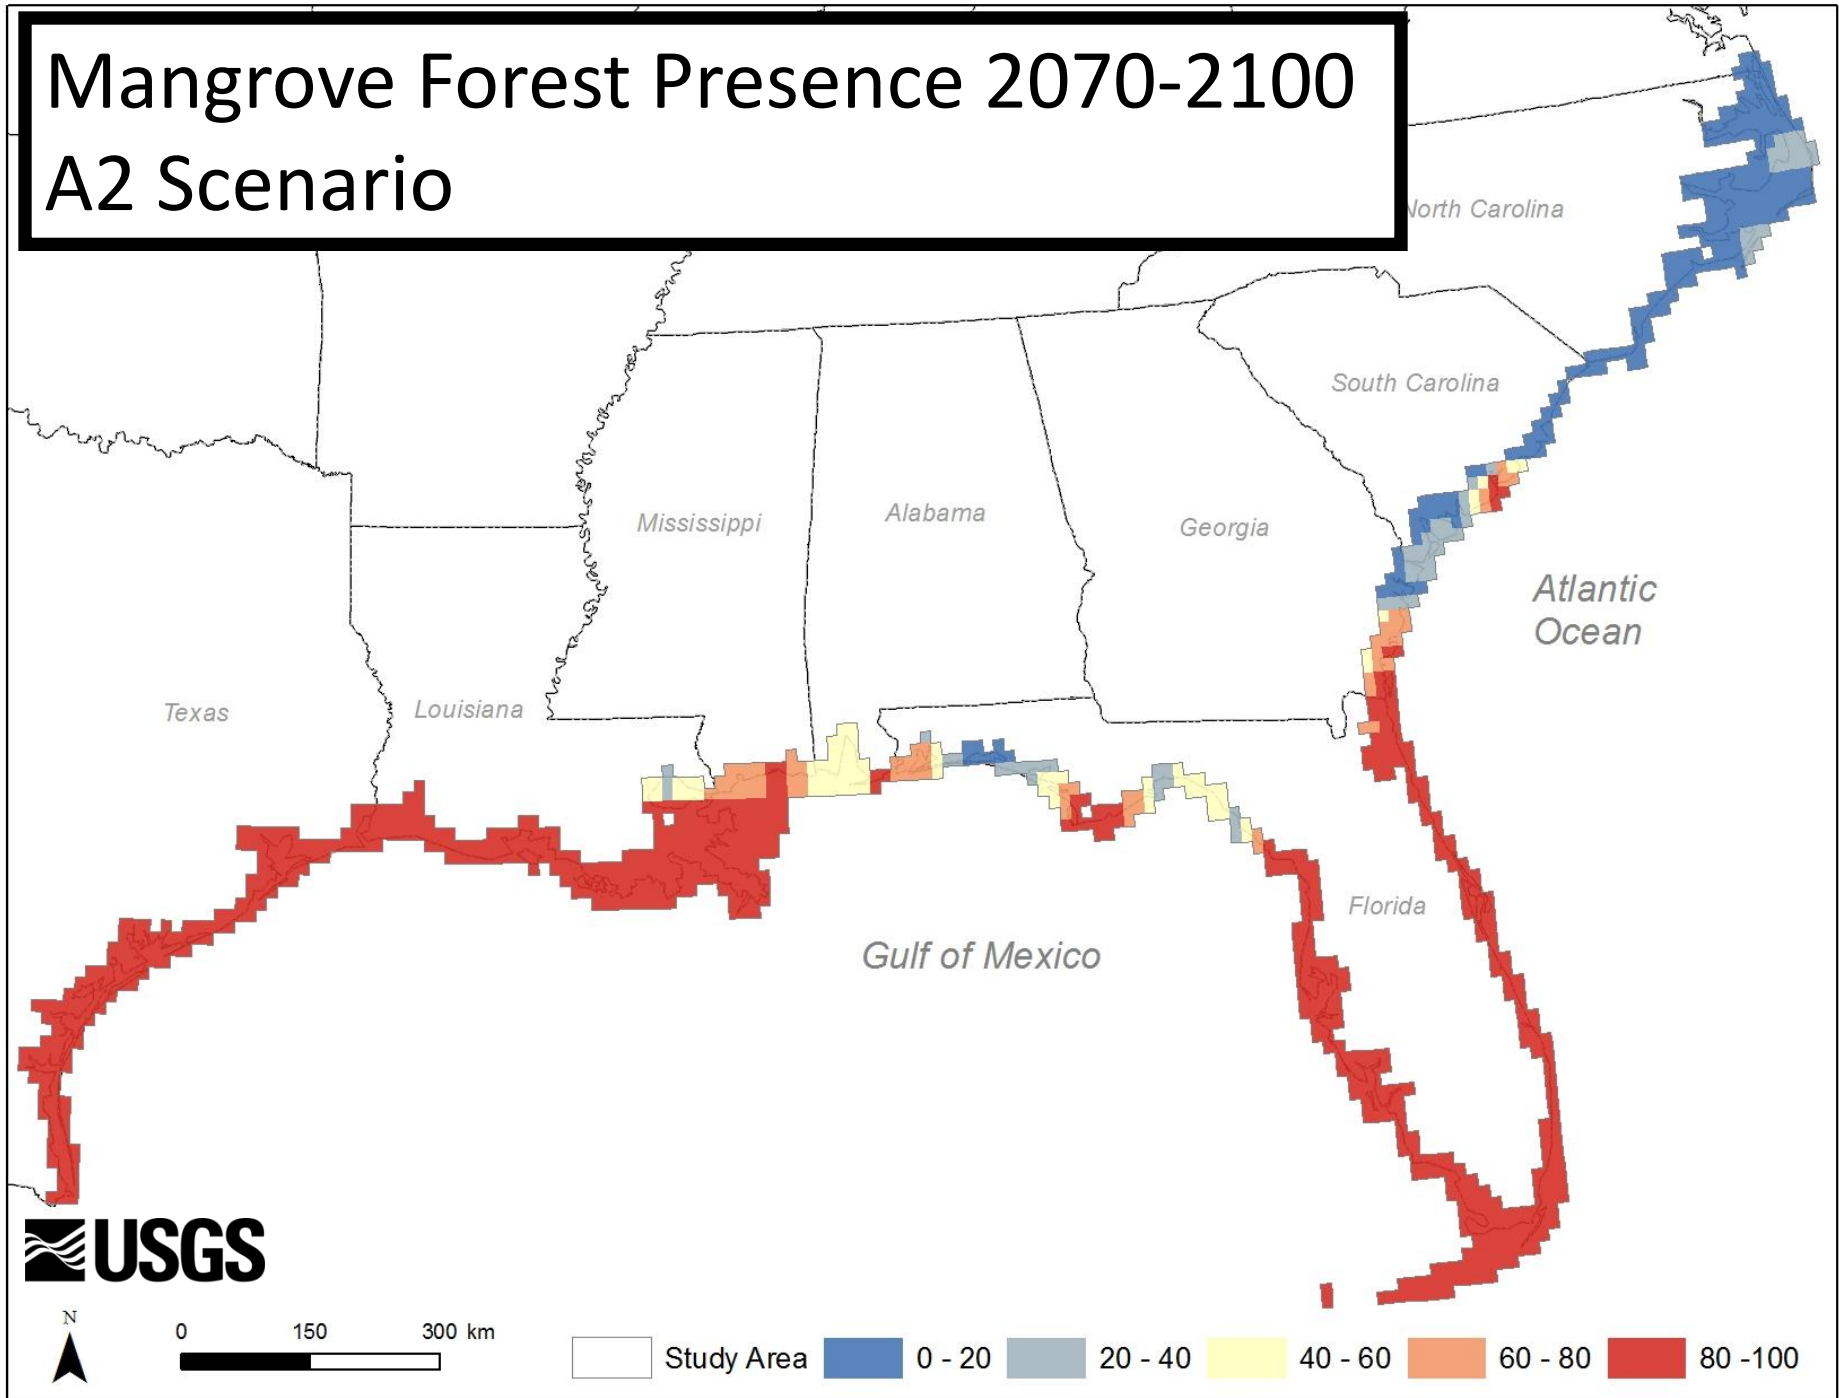 Mangrove Forest Presence 2070-2100
A2 Scenario
North Carolina
South Carolina
Mississippi
Alabama
Georgia
Atlantic
Ocean
Texas
Louisiana
Florida
Gulf of Mexico
USGS
N
0 150 300 km
Study Area 0 - 20 20 - 40 40 - 60 60 - 80 80 -100